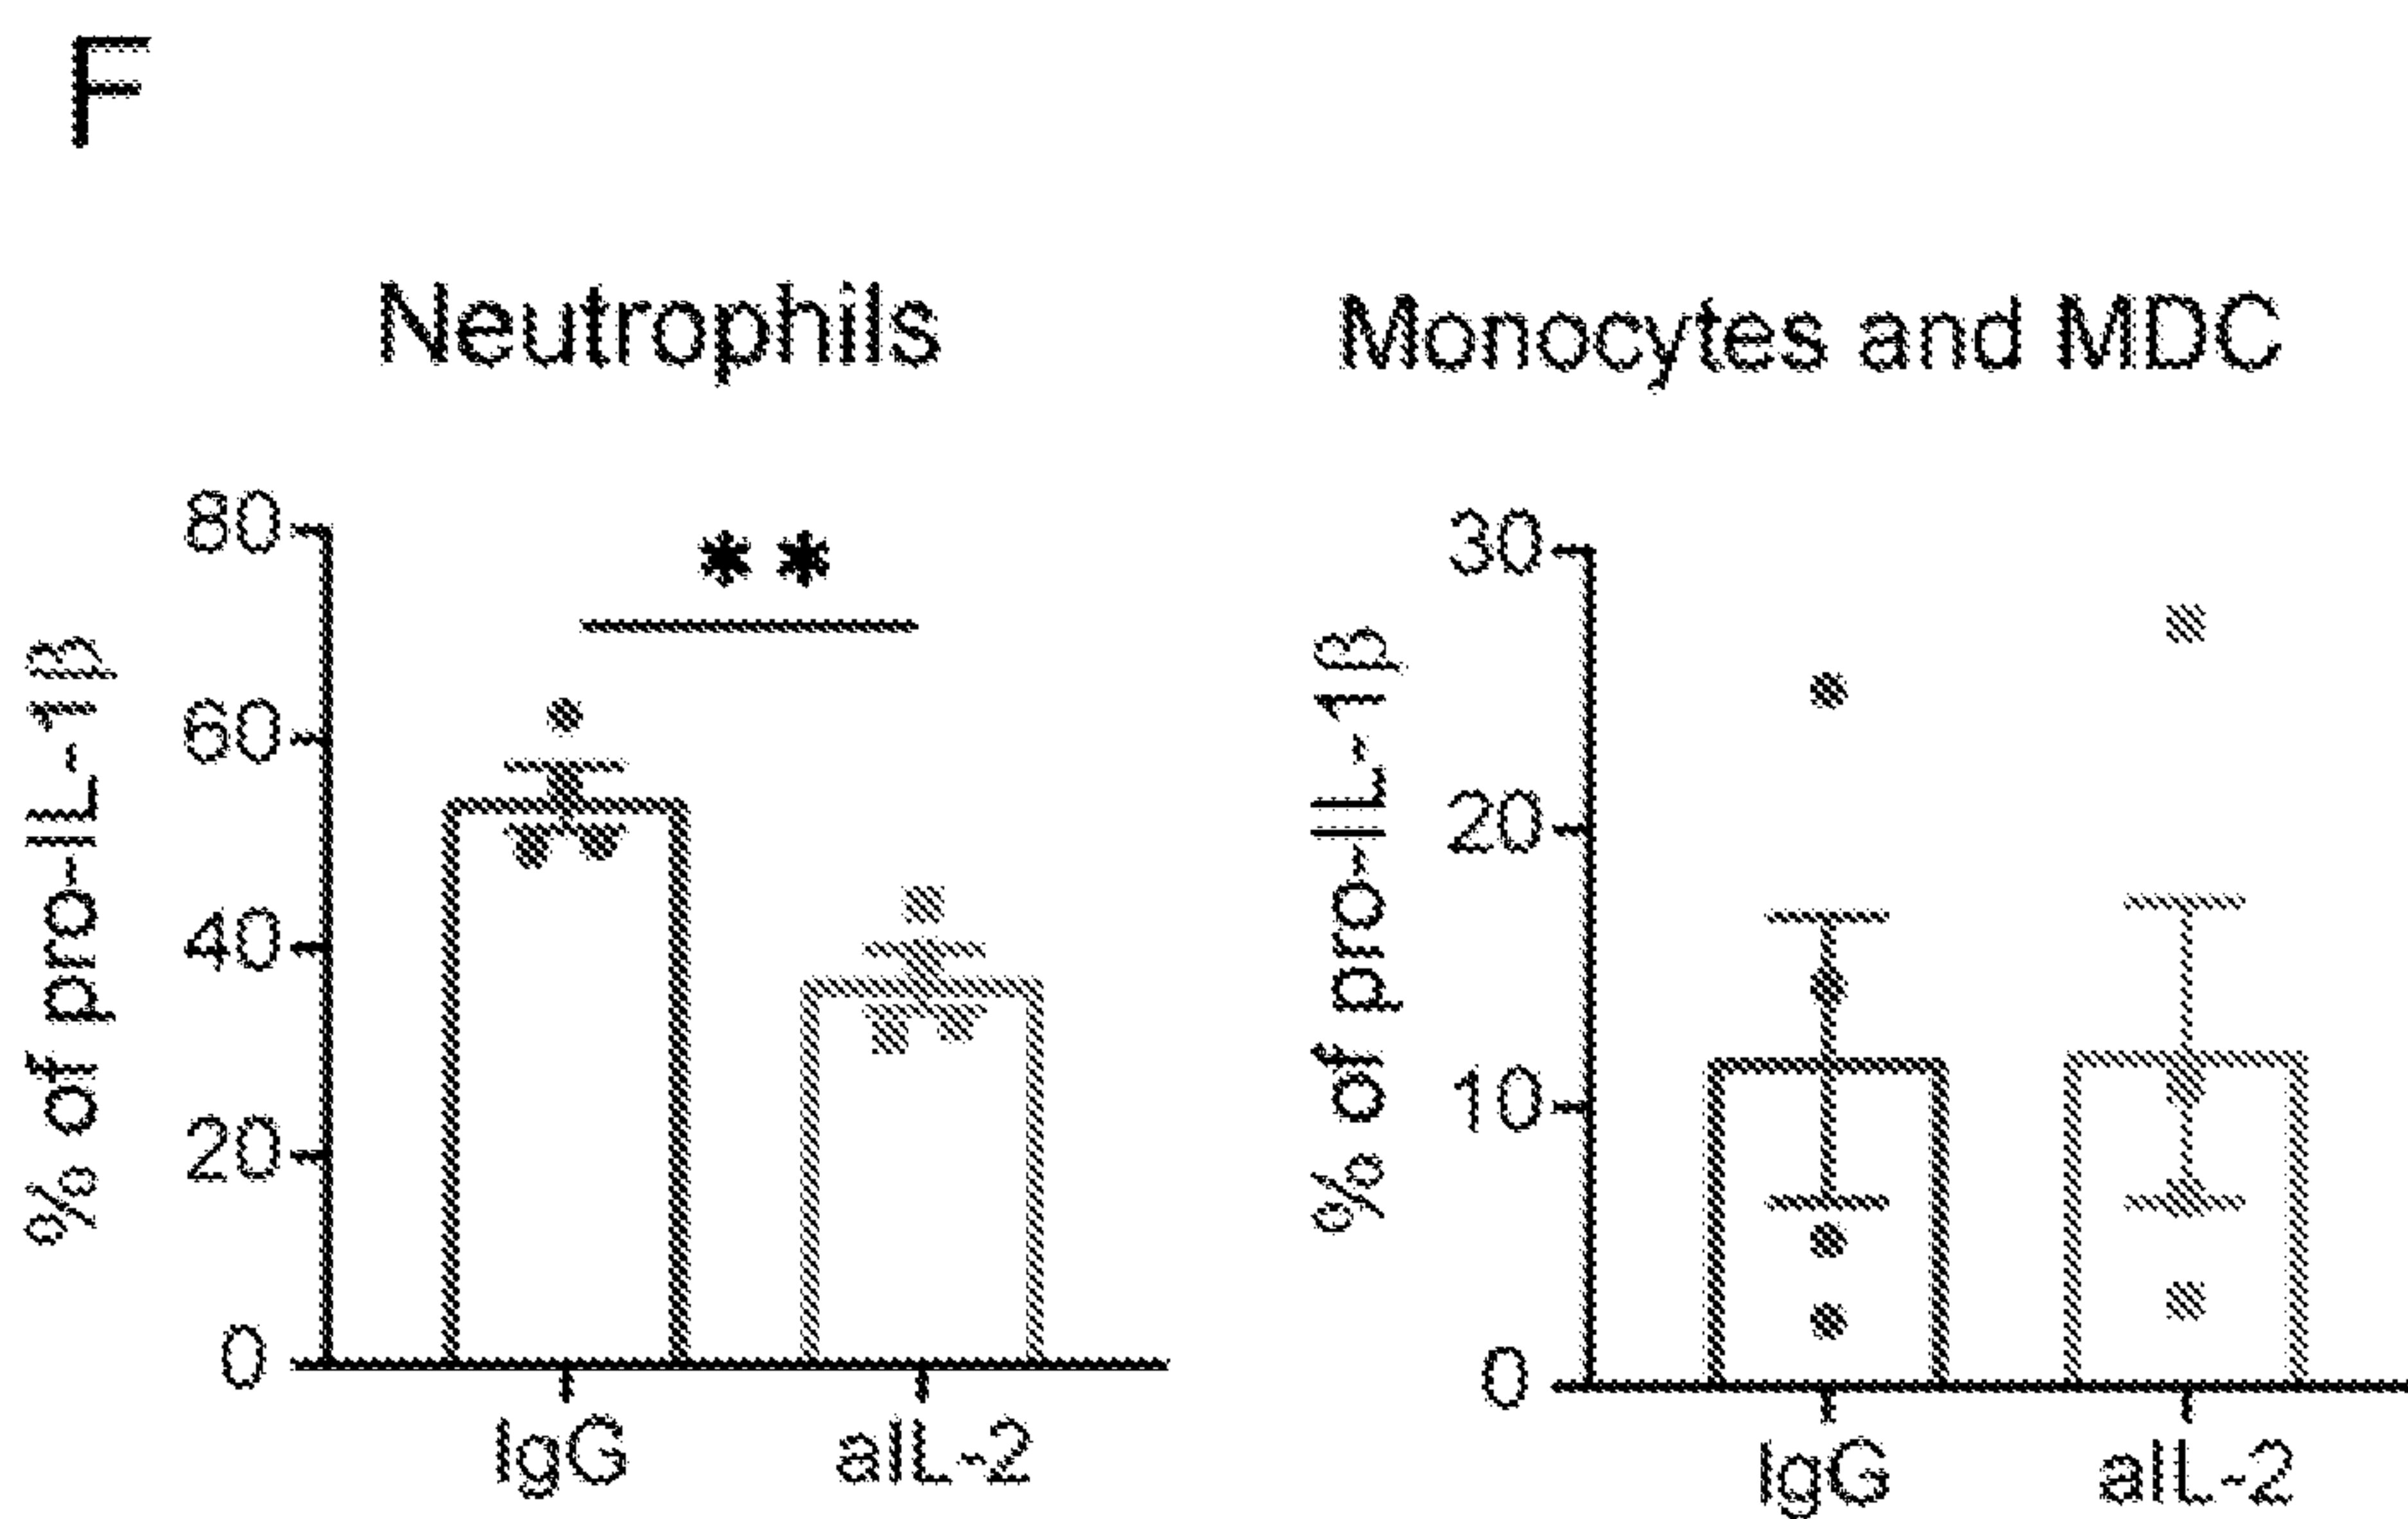 F
Neutrophils
% of pro-IL-1β
80
60
40
20
0
**
IgG
aIL-2
Monocytes and MDC
% of pro-IL-1β
30
20
10
0
IgG
aIL-2